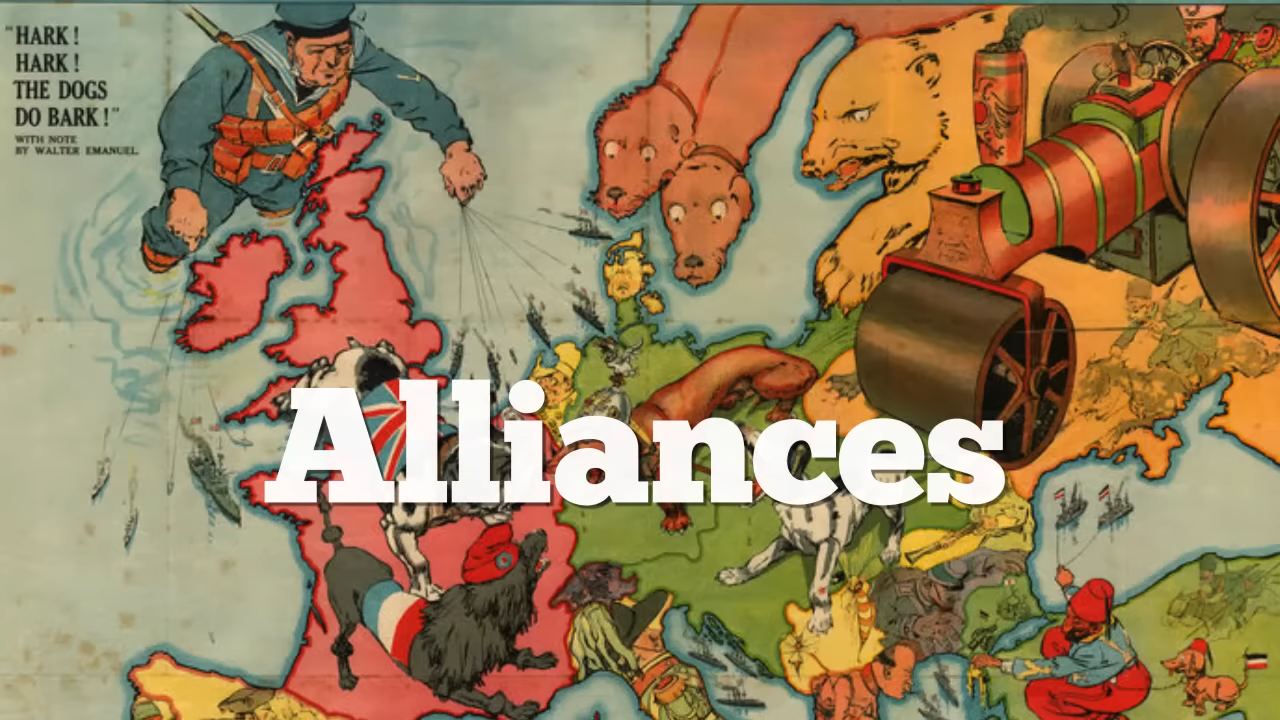 "HARK!
HARK!
THE DOGS
DO BARK!"
WITH NOTE
BY WALTER EMANUEL
Alliances